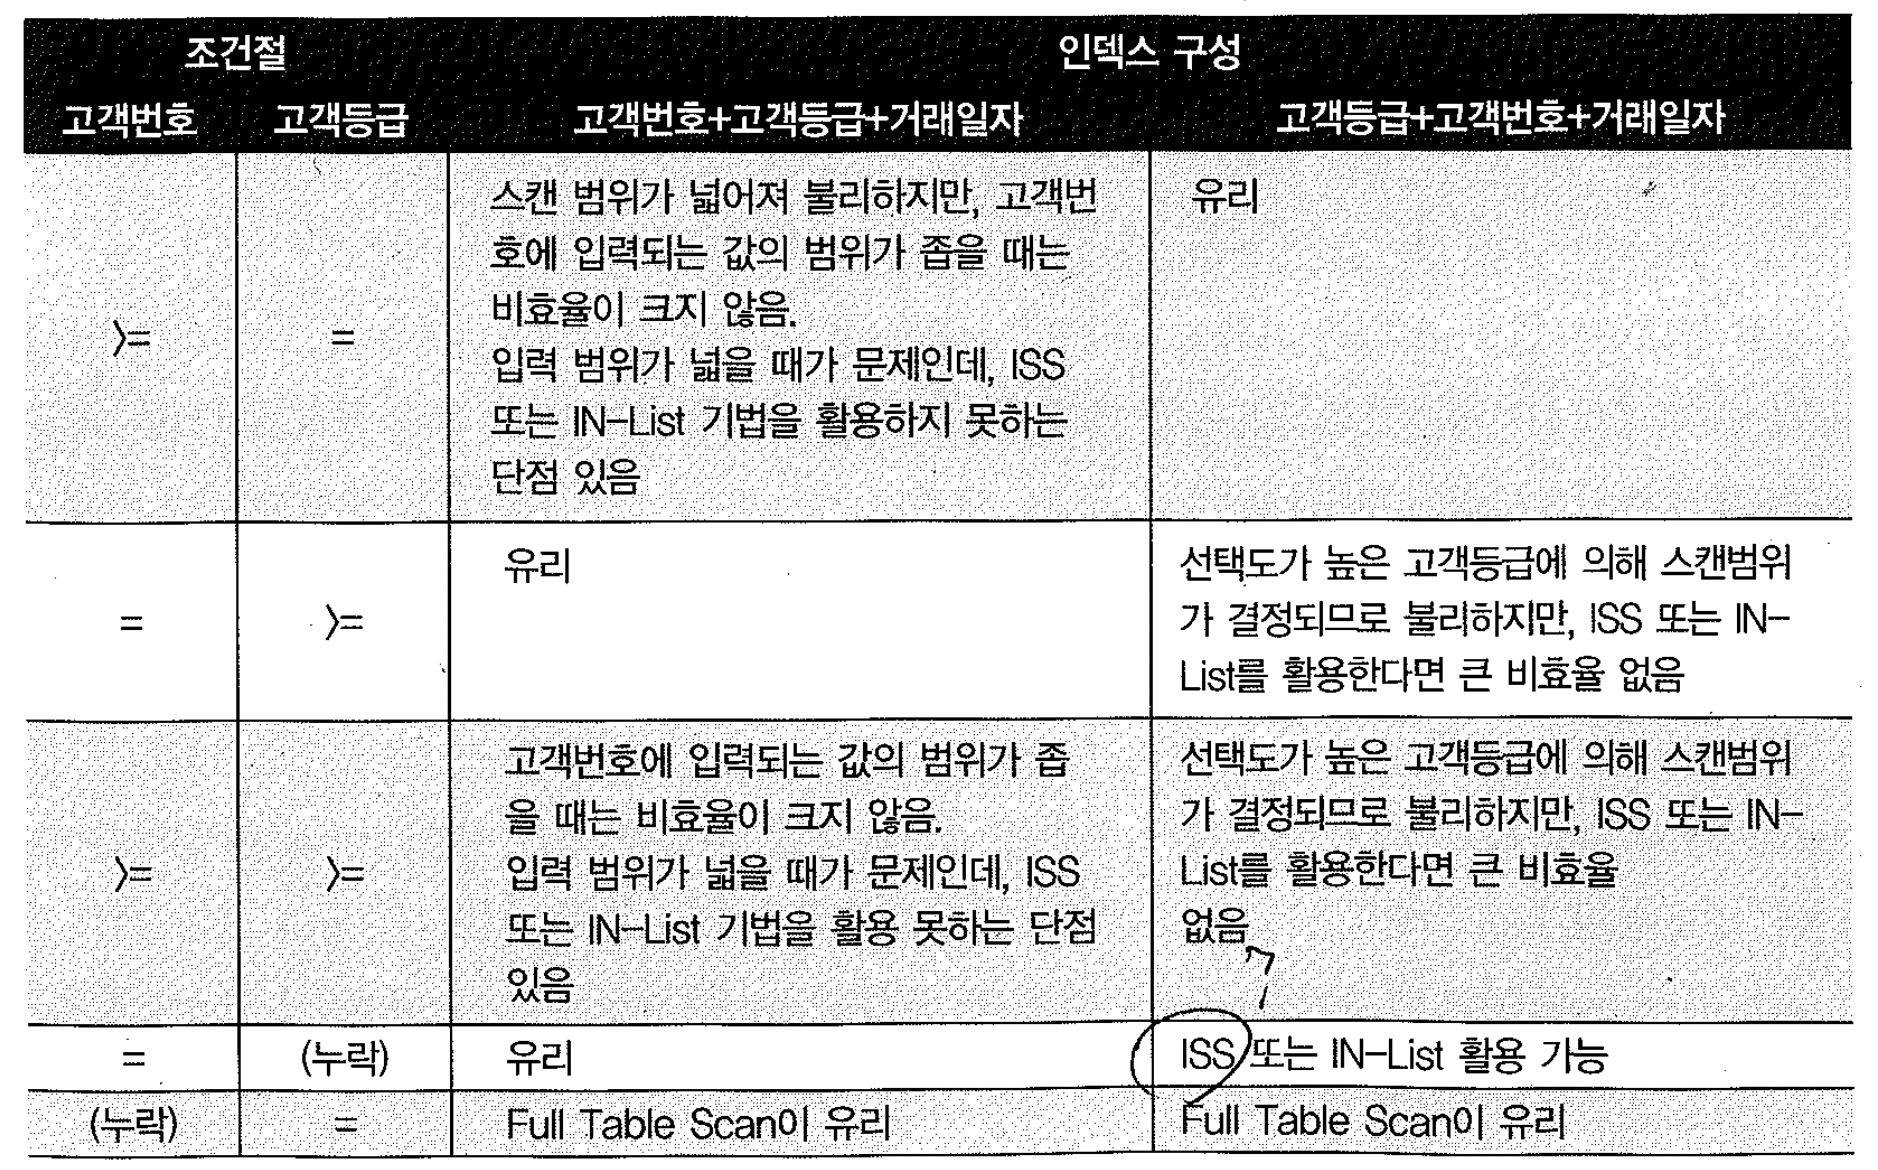 조건절 인덱스 구성
고객번호 고객등급 고객번호+고객등급+거래일자 고객등급+고객번호+거래일자
스캔 범위가 넓어져 불리하지만, 고객번 유리
호에 입력되는 값의 범위가 좁을 때는
비효율이 크지 않음.
>= =
입력 범위가 넓을 때가 문제인데, ISS
또는 IN-List 기법을 활용하지 못하는
단점 있음
유리 선택도가 높은 고객등급에 의해 스캔범위
= >= 가 결정되므로 불리하지만, ISS 또는 IN-
List를 활용한다면 큰 비효율 없음
고객번호에 입력되는 값의 범위가 좁 선택도가 높은 고객등급에 의해 스캔범위
을 때는 비효율이 크지 않음. 가 결정되므로 불리하지만, ISS 또는 IN-
>= >= 입력 범위가 넓을 때가 문제인데, ISS List를 활용한다면 큰 비효율
또는 IN-List 기법을 활용 못하는 단점 없음
있음
= (누락) 유리 ISS 또는 IN-List 활용 가능
(누락) = Full Table Scan이 유리 Full Table Scan이 유리